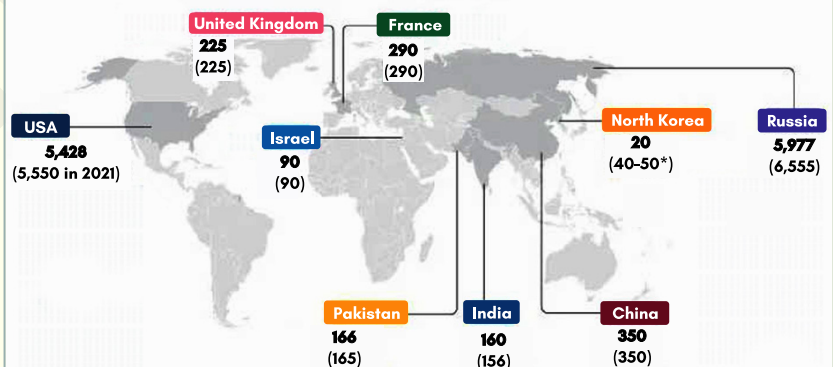 United Kingdom
225
(225)
France
290
(290)
USA
5,428
(5,550 in 2021)
Israel
90
(90)
North Korea
20
(40-50*)
Russia
5,977
(6,555)
Pakistan
166
(165)
India
160
(156)
China
350
(350)